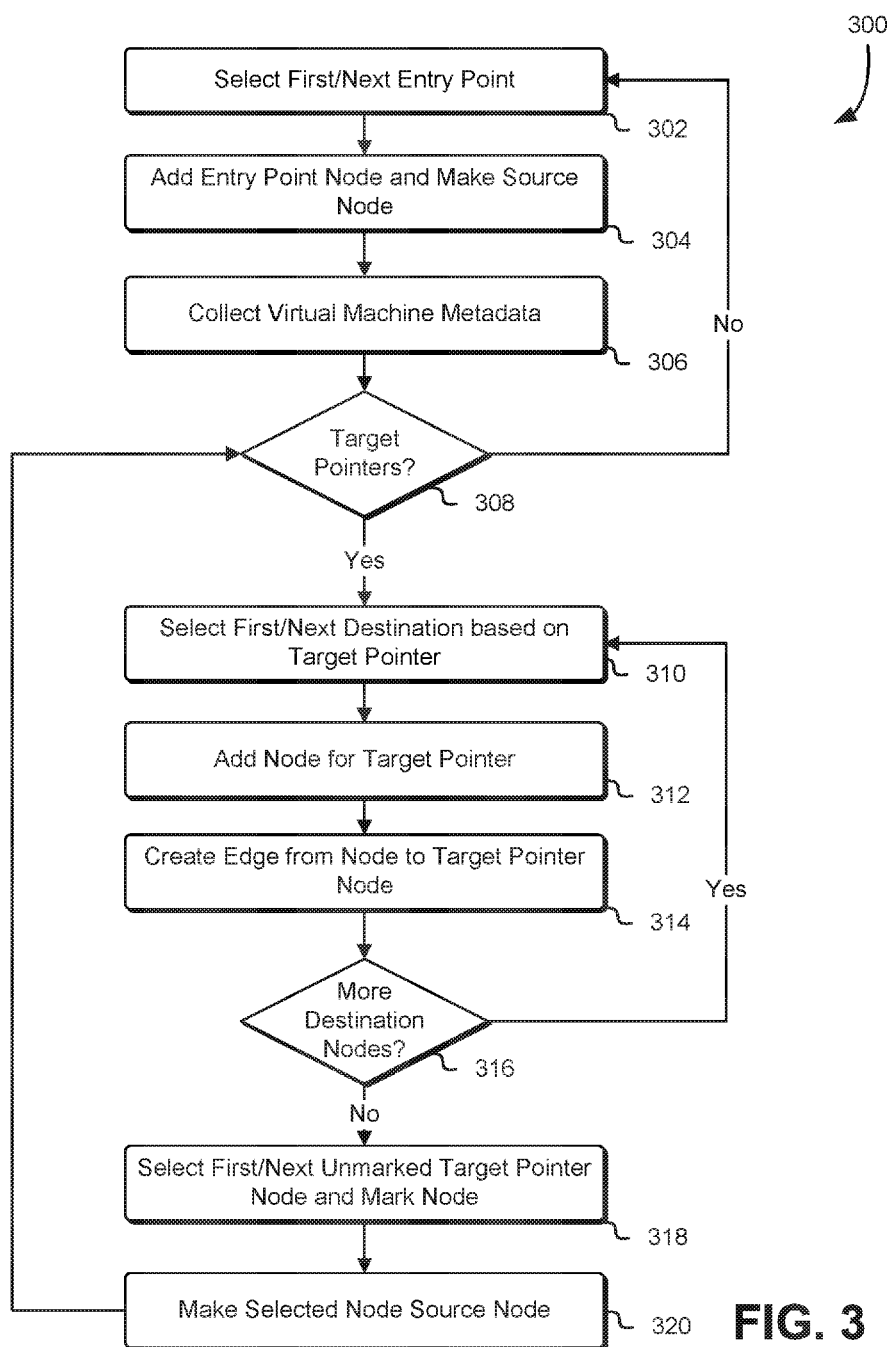 300
Select First/Next Entry Point
302
Add Entry Point Node and Make Source
Node
304
Collect Virtual Machine Metadata
306
No
Target
Pointers?
308
Yes
Select First/Next Destination based on
Target Pointer
310
Add Node for Target Pointer
312
Create Edge from Node to Target Pointer
Node
314
Yes
More
Destination
Nodes?
316
No
Select First/Next Unmarked Target Pointer
Node and Mark Node
318
Make Selected Node Source Node
320
FIG. 3